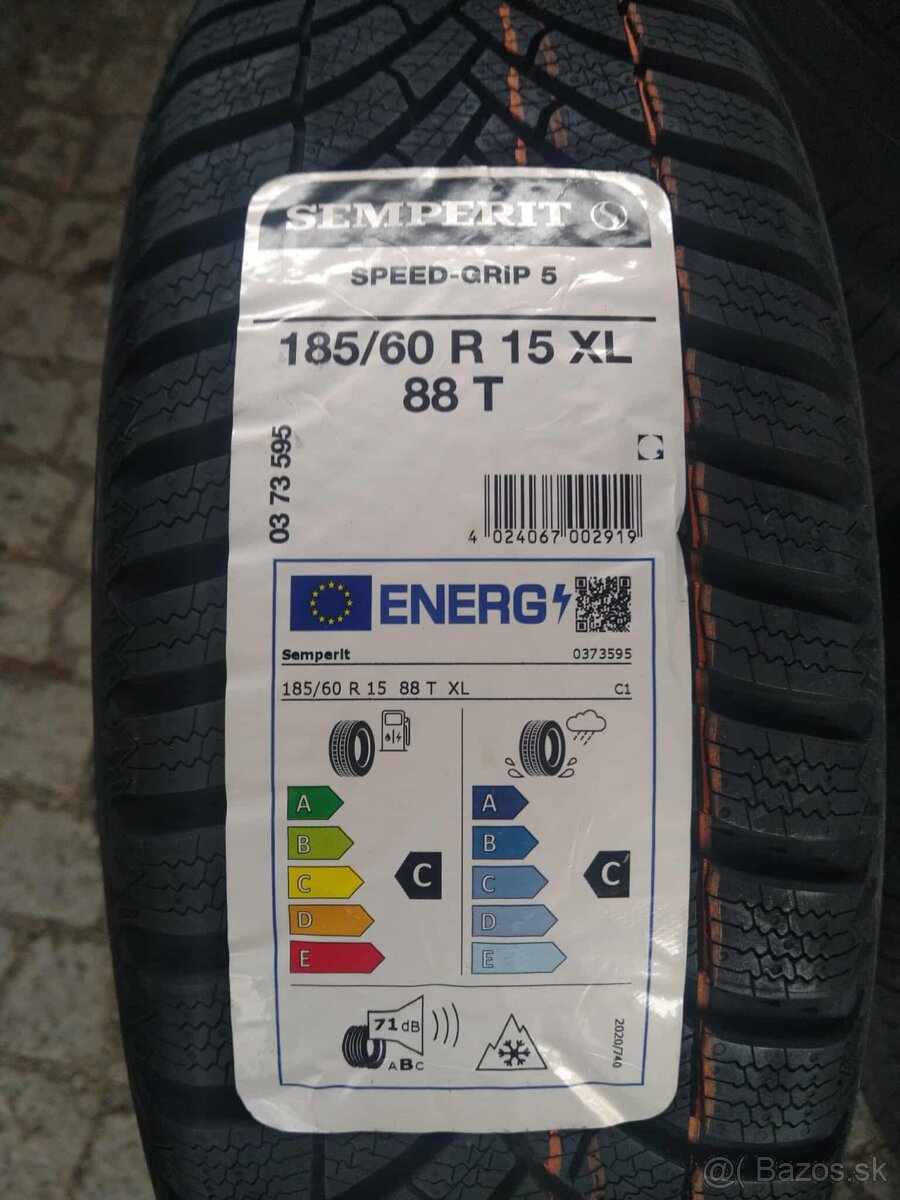 SEMPERIT
SPEED-GRIP 5
185/60 R 15 XL
88 T
03 73 595
4 024067 002919
ENERG
Semperit 0373595
185/60 R 15 88 T XL C1
A A
B B
C C C C
D D
E E
71 dB
ABC
2020/740
@( Bazos.sk